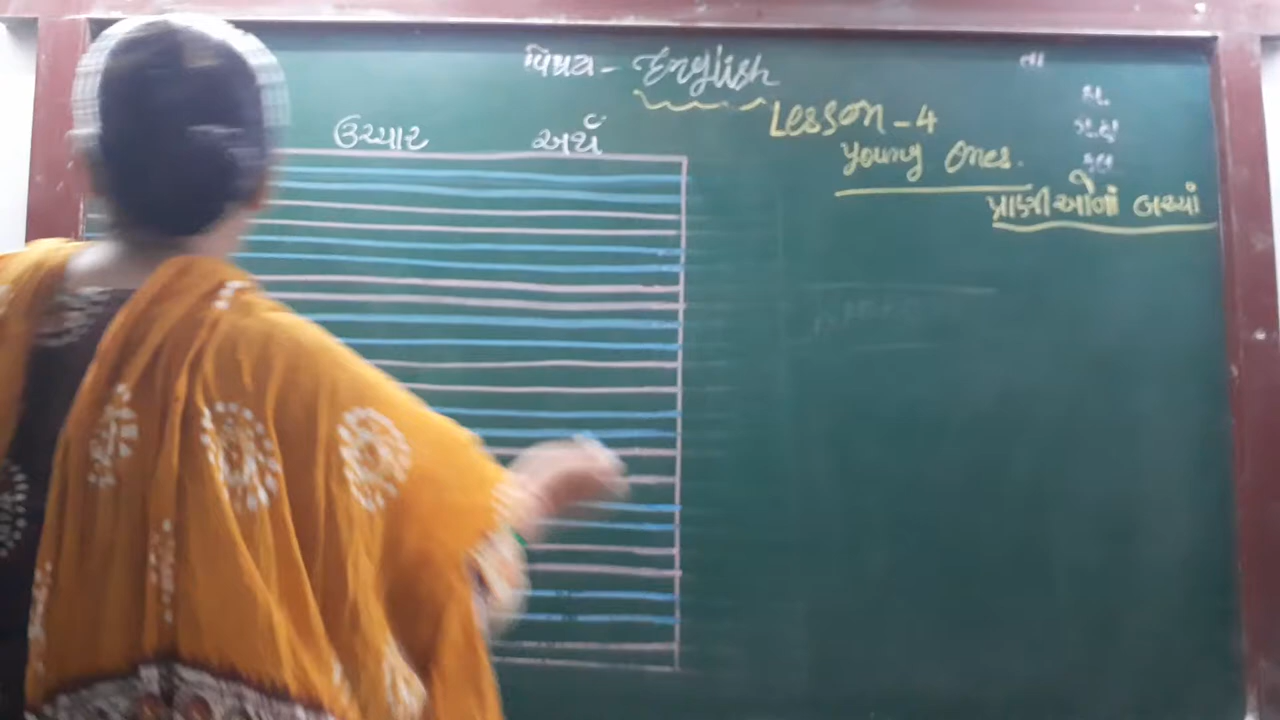 વિષય - English
તા
Lesson - 4
ઉચ્ચાર અર્થ
Young Ones.
પ્રાણીઓનાં બચ્ચાં